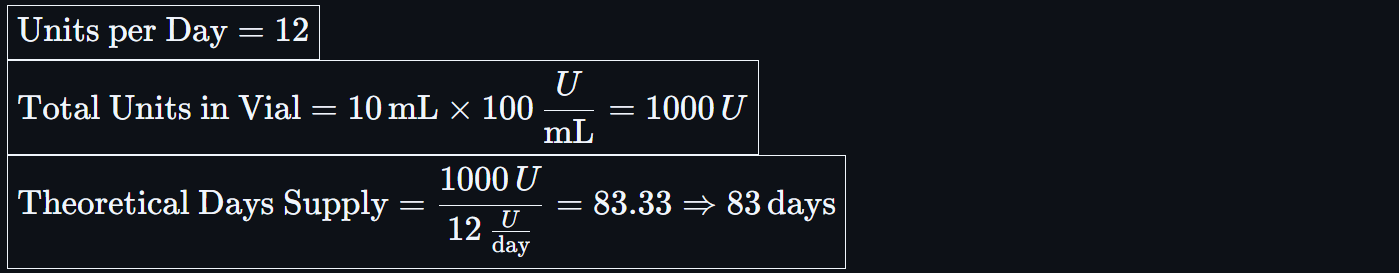 Units per Day = 12
Total Units in Vial = 10 mL × 100 U/mL = 1000 U
Theoretical Days Supply = 1000 U / 12 U/day = 83.33 ⇒ 83 days